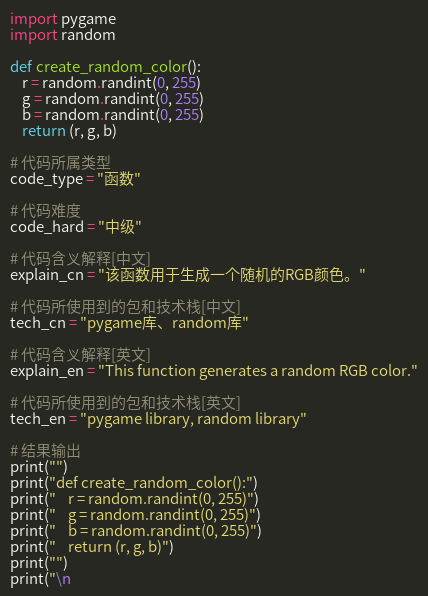 import pygame
import random
def create_random_color():
    r = random.randint(0, 255)
    g = random.randint(0, 255)
    b = random.randint(0, 255)
    return (r, g, b)
# 代码所属类型
code_type = "函数"
# 代码难度
code_hard = "中级"
# 代码含义解释[中文]
explain_cn = "该函数用于生成一个随机的RGB颜色。"
# 代码所使用到的包和技术栈[中文]
tech_cn = "pygame库、random库"
# 代码含义解释[英文]
explain_en = "This function generates a random RGB color."
# 代码所使用到的包和技术栈[英文]
tech_en = "pygame library, random library"
# 结果输出
print("")
print("def create_random_color():")
print("    r = random.randint(0, 255)")
print("    g = random.randint(0, 255)")
print("    b = random.randint(0, 255)")
print("    return (r, g, b)")
print("")
print("\n